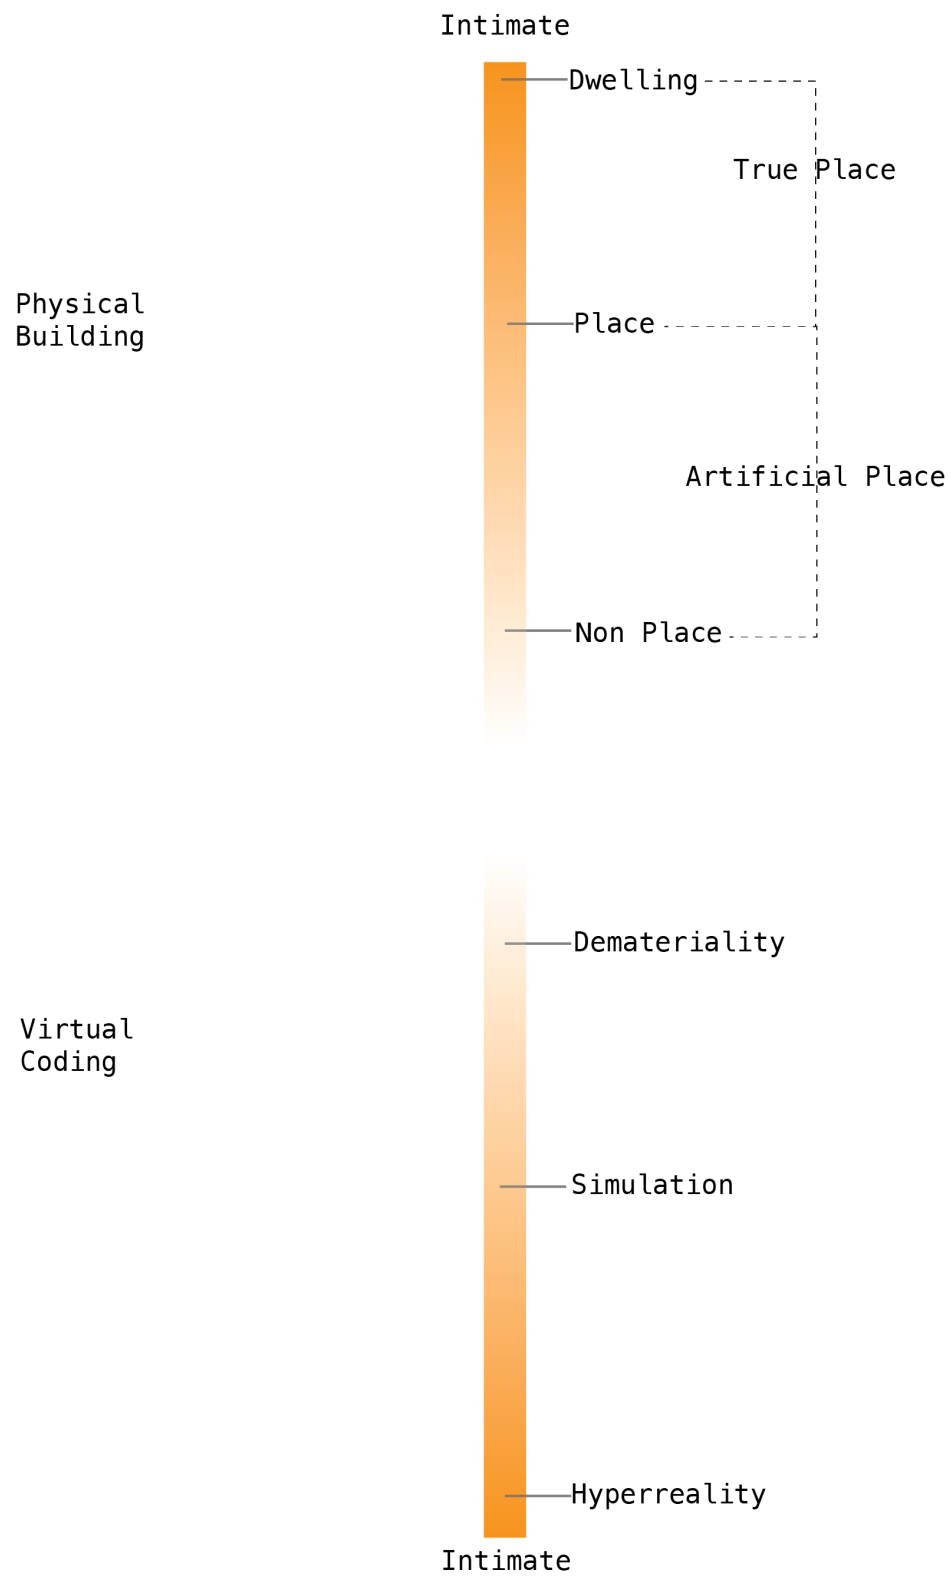 Intimate
Dwelling
True Place
Physical
Building
Place
Artificial Place
Non Place
Demateriality
Virtual
Coding
Simulation
Hyperreality
Intimate